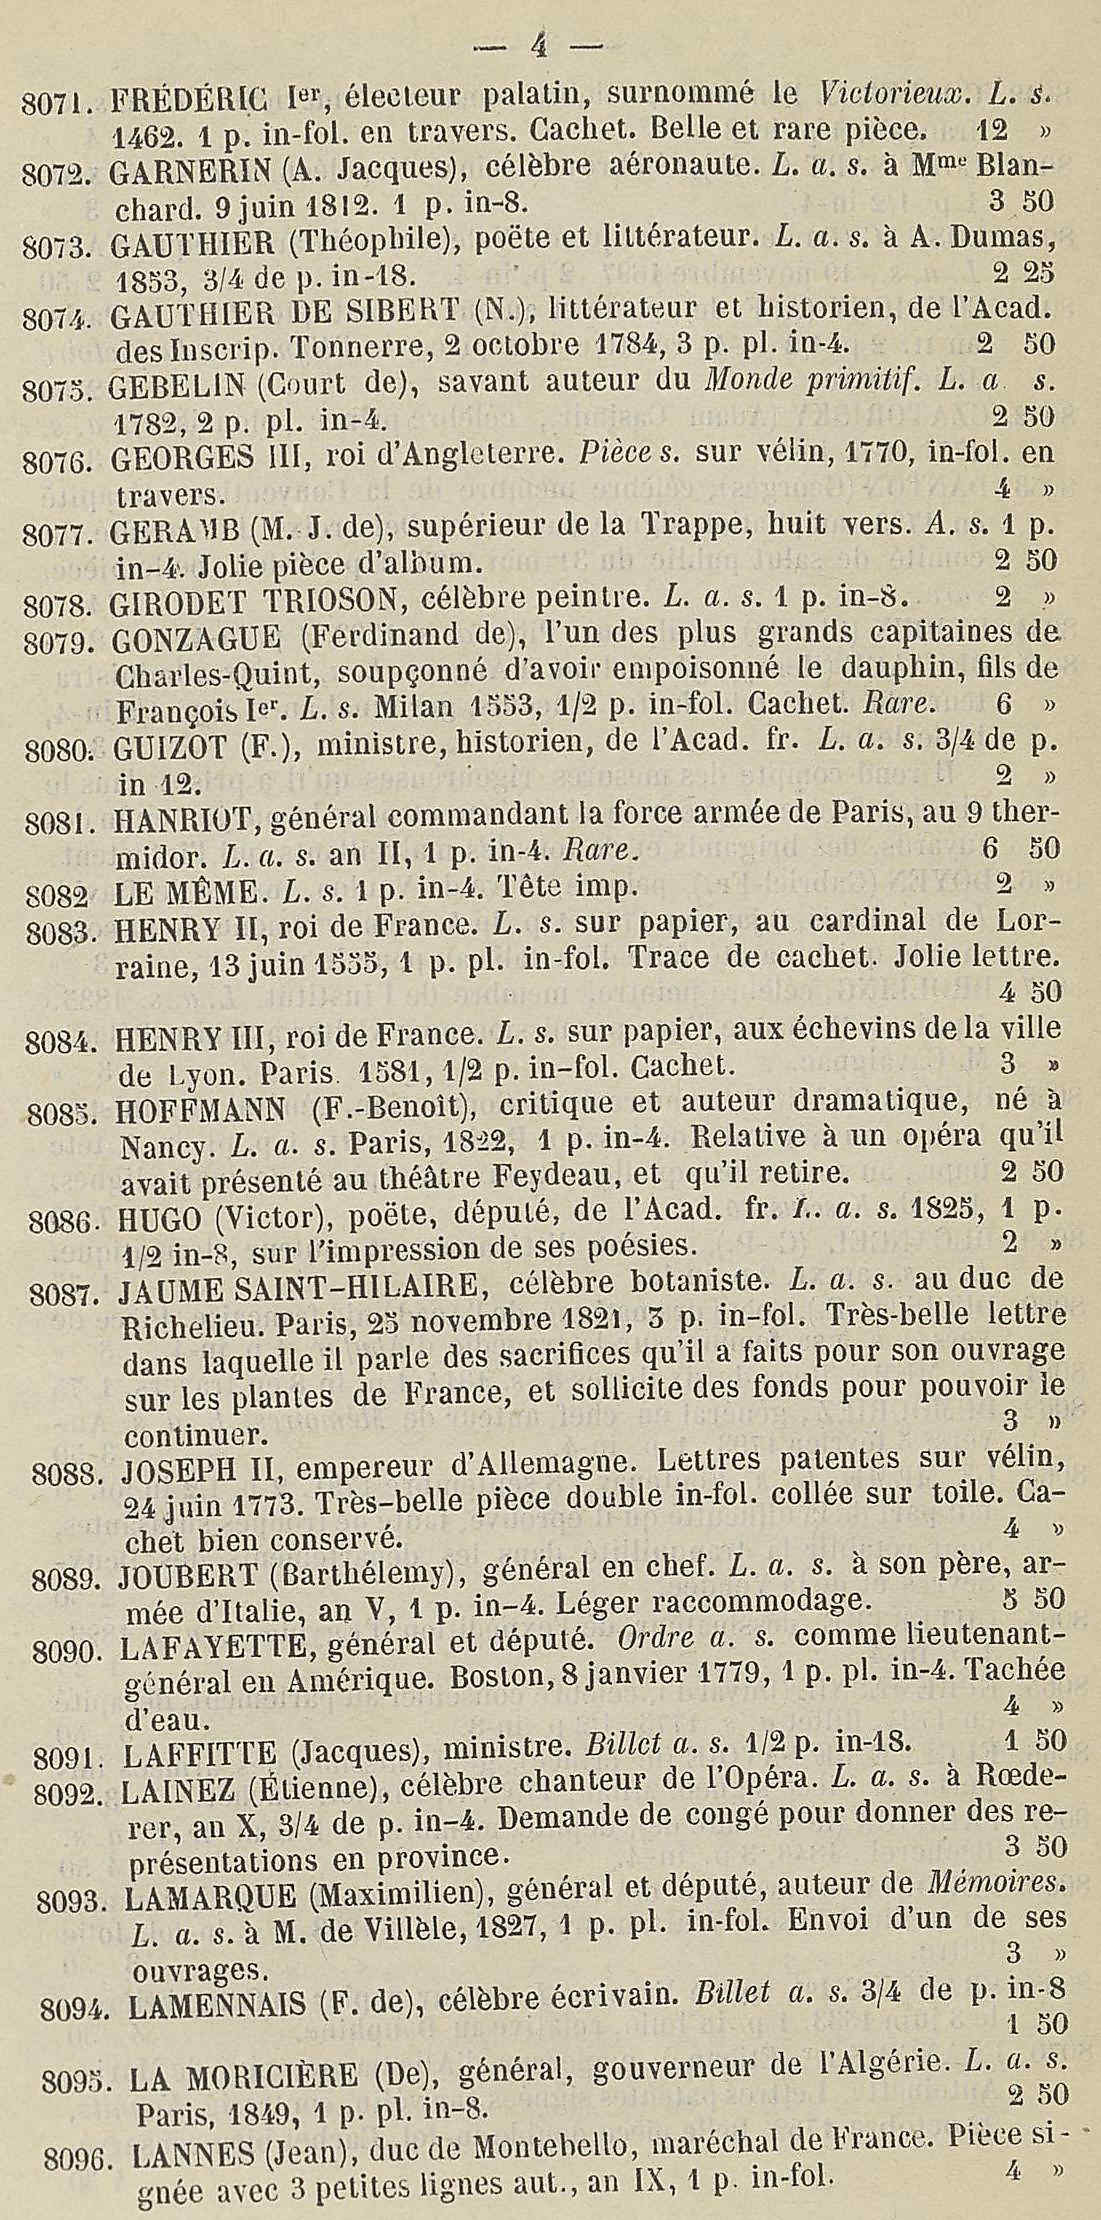 — 4 —
8071. FRÉDÉRIC Ier, électeur palatin, surnommé le Victorieux. L. s.
1462. 1 p. in-fol. en travers. Cachet. Belle et rare pièce. 12 »
8072. GARNERIN (A. Jacques), célèbre aéronaute. L. a. s. à Mme Blan-
chard. 9 juin 1812. 1 p. in-8. 3 50
8073. GAUTHIER (Théophile), poëte et littérateur. L. a. s. à A. Dumas,
1853, 3/4 de p. in-18. 2 25
8074. GAUTHIER DE SIBERT (N.), littérateur et historien, de l'Acad.
des Inscrip. Tonnerre, 2 octobre 1784, 3 p. pl. in-4. 2 50
8075. GEBELIN (Court de), savant auteur du Monde primitif. L. a s.
1782, 2 p. pl. in-4. 2 50
8076. GEORGES III, roi d'Angleterre. Pièce s. sur vélin, 1770, in-fol. en
travers. 4 »
8077. GERAMB (M.-J. de), supérieur de la Trappe, huit vers. A. s. 1 p.
in-4. Jolie pièce d'album. 2 50
8078. GIRODET TRIOSON, célèbre peintre. L. a. s. 1 p. in-8. 2 »
8079. GONZAGUE (Ferdinand de), l'un des plus grands capitaines de
Charles-Quint, soupçonné d'avoir empoisonné le dauphin, fils de
François Ier. L. s. Milan 1553, 1/2 p. in-fol. Cachet. Rare. 6 »
8080. GUIZOT (F.), ministre, historien, de l'Acad. fr. L. a. s. 3/4 de p.
in-12. 2 »
8081. HANRIOT, général commandant la force armée de Paris, au 9 ther-
midor. L. a. s. an II, 1 p. in-4. Rare. 6 50
8082 LE MÊME. L. s. 1 p. in-4. Tête imp. 2 »
8083. HENRY II, roi de France. L. s. sur papier, au cardinal de Lor-
raine, 13 juin 1555, 1 p. pl. in-fol. Trace de cachet. Jolie lettre.
4 50
8084. HENRY III, roi de France. L. s. sur papier, aux échevins de la ville
de Lyon. Paris. 1581, 1/2 p. in-fol. Cachet. 3 »
8085. HOFFMANN (F.-Benoît), critique et auteur dramatique, né à
Nancy. L. a. s. Paris, 1822, 1 p. in-4. Relative à un opéra qu'il
avait présenté au théâtre Feydeau, et qu'il retire. 2 50
8086. HUGO (Victor), poëte, député, de l'Acad. fr. L. a. s. 1825, 1 p.
1/2 in-8, sur l'impression de ses poésies. 2 »
8087. JAUME SAINT-HILAIRE, célèbre botaniste. L. a. s. au duc de
Richelieu. Paris, 25 novembre 1821, 3 p. in-fol. Très-belle lettre
dans laquelle il parle des sacrifices qu'il a faits pour son ouvrage
sur les plantes de France, et sollicite des fonds pour pouvoir le
continuer. 3 »
8088. JOSEPH II, empereur d'Allemagne. Lettres patentes sur vélin,
24 juin 1773. Très-belle pièce double in-fol. collée sur toile. Ca-
chet bien conservé. 4 »
8089. JOUBERT (Barthélemy), général en chef. L. a. s. à son père, ar-
mée d'Italie, an V, 1 p. in-4. Léger raccommodage. 5 50
8090. LAFAYETTE, général et député. Ordre a. s. comme lieutenant-
général en Amérique. Boston, 8 janvier 1779, 1 p. pl. in-4. Tachée
d'eau. 4 »
8091. LAFFITTE (Jacques), ministre. Billet a. s. 1/2 p. in-18. 1 50
8092. LAINEZ (Étienne), célèbre chanteur de l'Opéra. L. a. s. à Rœde-
rer, an X, 3/4 de p. in-4. Demande de congé pour donner des re-
présentations en province. 3 50
8093. LAMARQUE (Maximilien), général et député, auteur de Mémoires.
L. a. s. à M. de Villèle, 1827, 1 p. pl. in-fol. Envoi d'un de ses
ouvrages. 3 »
8094. LAMENNAIS (F. de), célèbre écrivain. Billet a. s. 3/4 de p. in-8
1 50
8095. LA MORICIÈRE (De), général, gouverneur de l'Algérie. L. a. s.
Paris, 1849, 1 p. pl. in-8. 2 50
8096. LANNES (Jean), duc de Montebello, maréchal de France. Pièce si-
gnée avec 3 petites lignes aut., an IX, 1 p. in-fol. 4 »